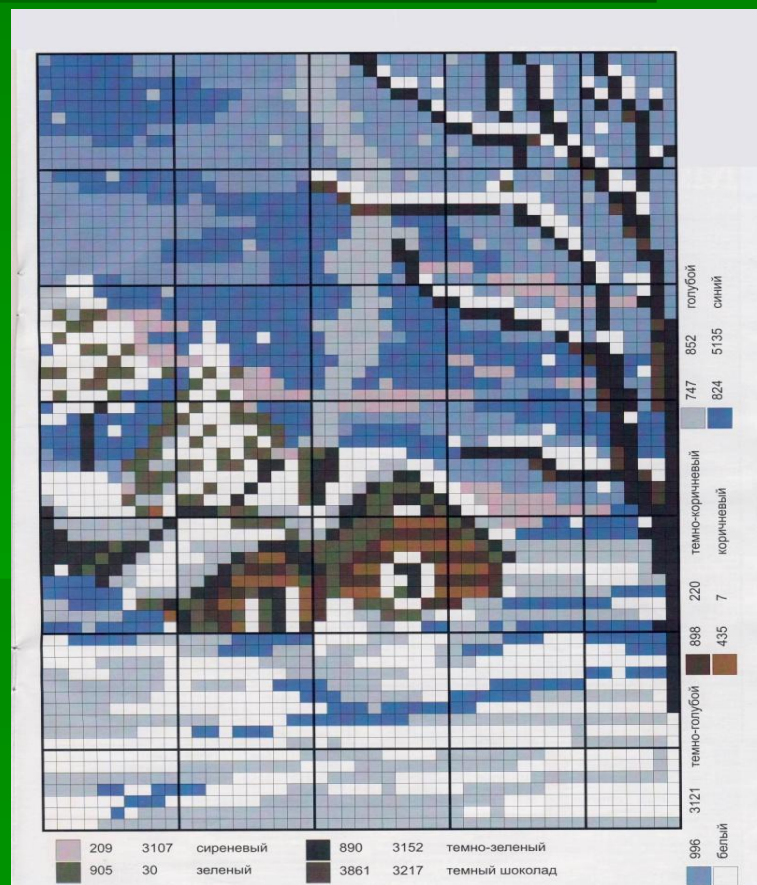 209 3107 сиреневый
905 30 зеленый
890 3152 темно-зеленый
3861 3217 темный шоколад
996 3121 темно-голубой
белый
898 220 темно-коричневый
435 7 коричневый
747 852 голубой
824 5135 синий